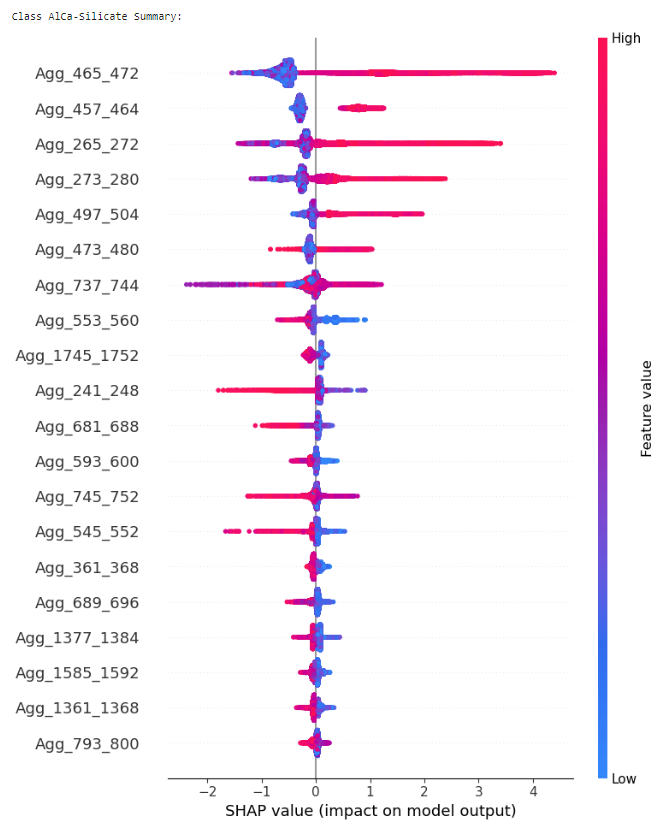 Class AlCa-Silicate Summary:
High
Agg_465_472
Agg_457_464
Agg_265_272
Agg_273_280
Agg_497_504
Agg_473_480
Agg_737_744
Agg_553_560
Agg_1745_1752
Agg_241_248
Agg_681_688
Agg_593_600
Agg_745_752
Agg_545_552
Agg_361_368
Agg_689_696
Agg_1377_1384
Agg_1585_1592
Agg_1361_1368
Agg_793_800
Feature value
Low
−2 −1 0 1 2 3 4
SHAP value (impact on model output)